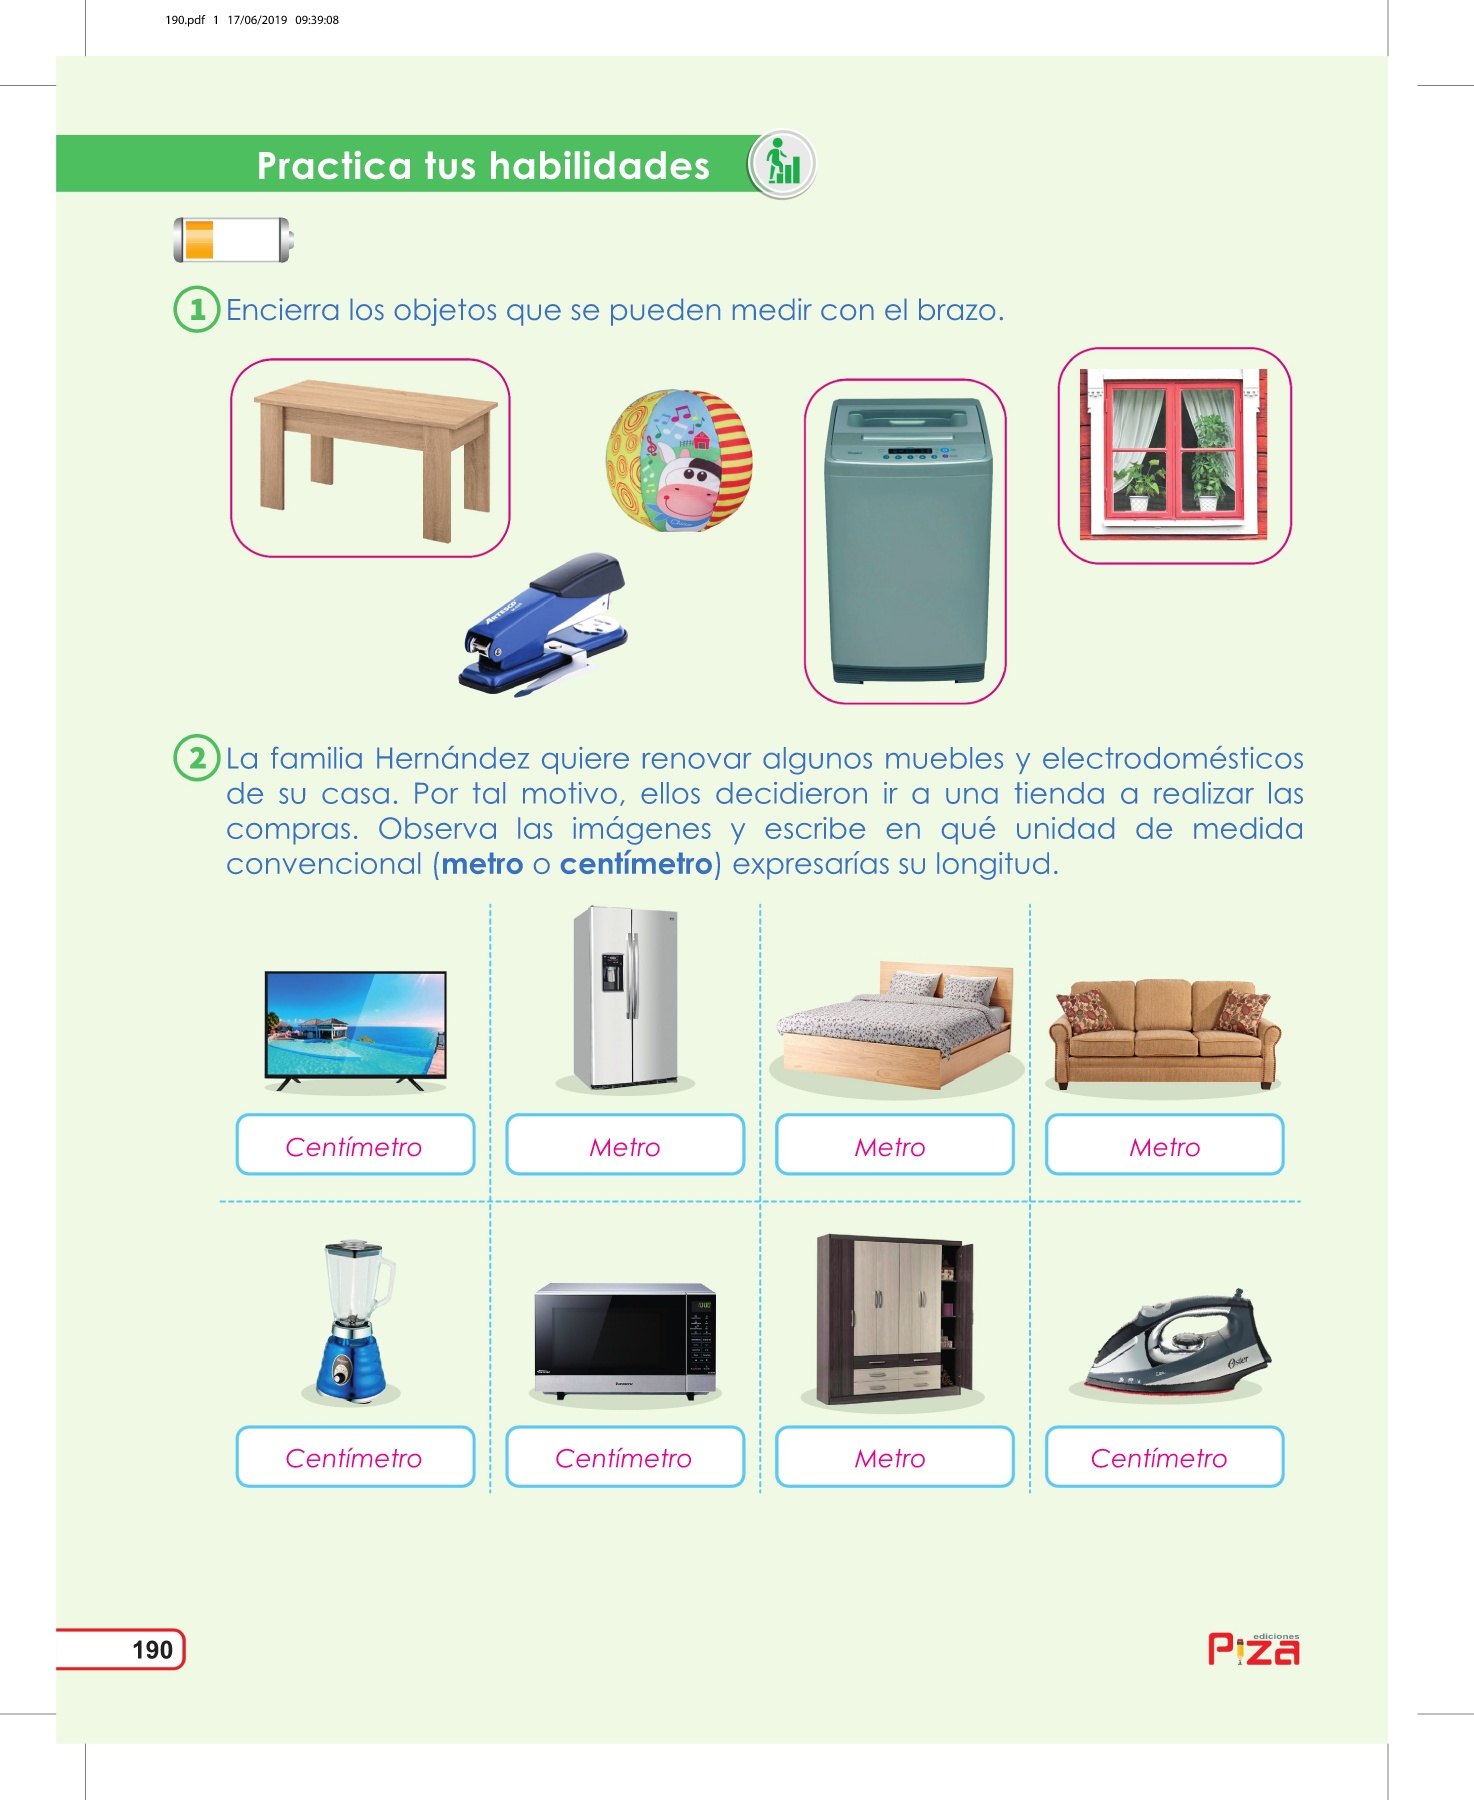 190.pdf 1 17/06/2019 09:39:08
Practica tus habilidades
1 Encierra los objetos que se pueden medir con el brazo.
ARTESCO
2 La familia Hernández quiere renovar algunos muebles y electrodomésticos
de su casa. Por tal motivo, ellos decidieron ir a una tienda a realizar las
compras. Observa las imágenes y escribe en qué unidad de medida
convencional (metro o centímetro) expresarías su longitud.
Centímetro
Metro
Metro
Metro
Oster
Centímetro
Centímetro
Metro
Centímetro
190
ediciones
Piza